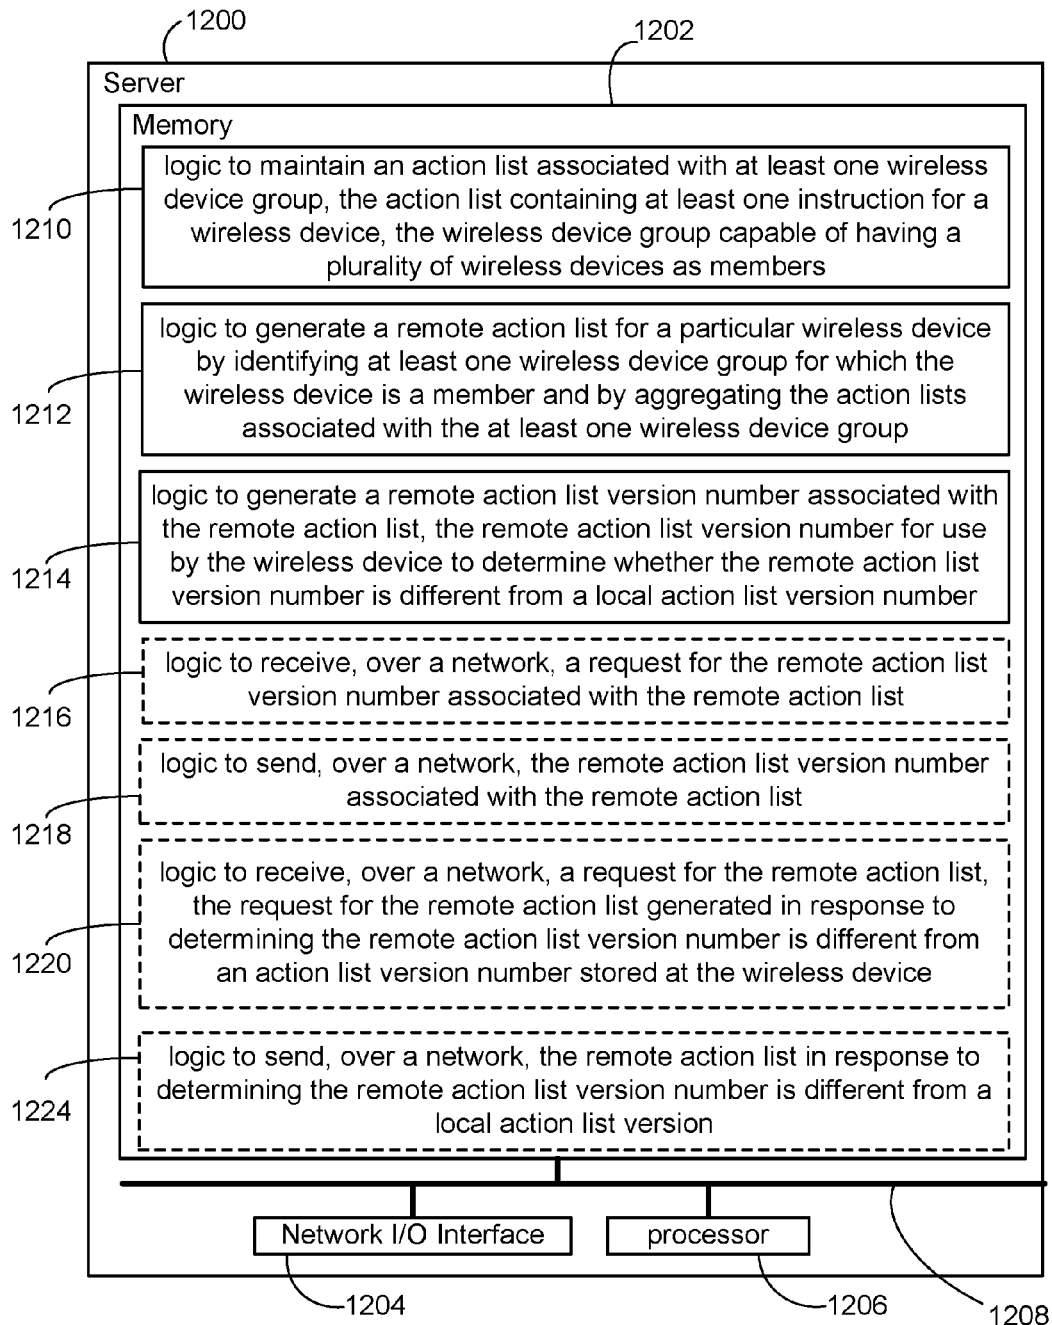 1200
1202
Server
Memory
logic to maintain an action list associated with at least one wireless
device group, the action list containing at least one instruction for a
wireless device, the wireless device group capable of having a
plurality of wireless devices as members
1210
logic to generate a remote action list for a particular wireless device
by identifying at least one wireless device group for which the
wireless device is a member and by aggregating the action lists
associated with the at least one wireless device group
1212
logic to generate a remote action list version number associated with
the remote action list, the remote action list version number for use
by the wireless device to determine whether the remote action list
version number is different from a local action list version number
1214
logic to receive, over a network, a request for the remote action list
version number associated with the remote action list
1216
logic to send, over a network, the remote action list version number
associated with the remote action list
1218
logic to receive, over a network, a request for the remote action list,
the request for the remote action list generated in response to
determining the remote action list version number is different from
an action list version number stored at the wireless device
1220
logic to send, over a network, the remote action list in response to
determining the remote action list version number is different from a
local action list version
1224
Network I/O Interface
processor
1204
1206
1208